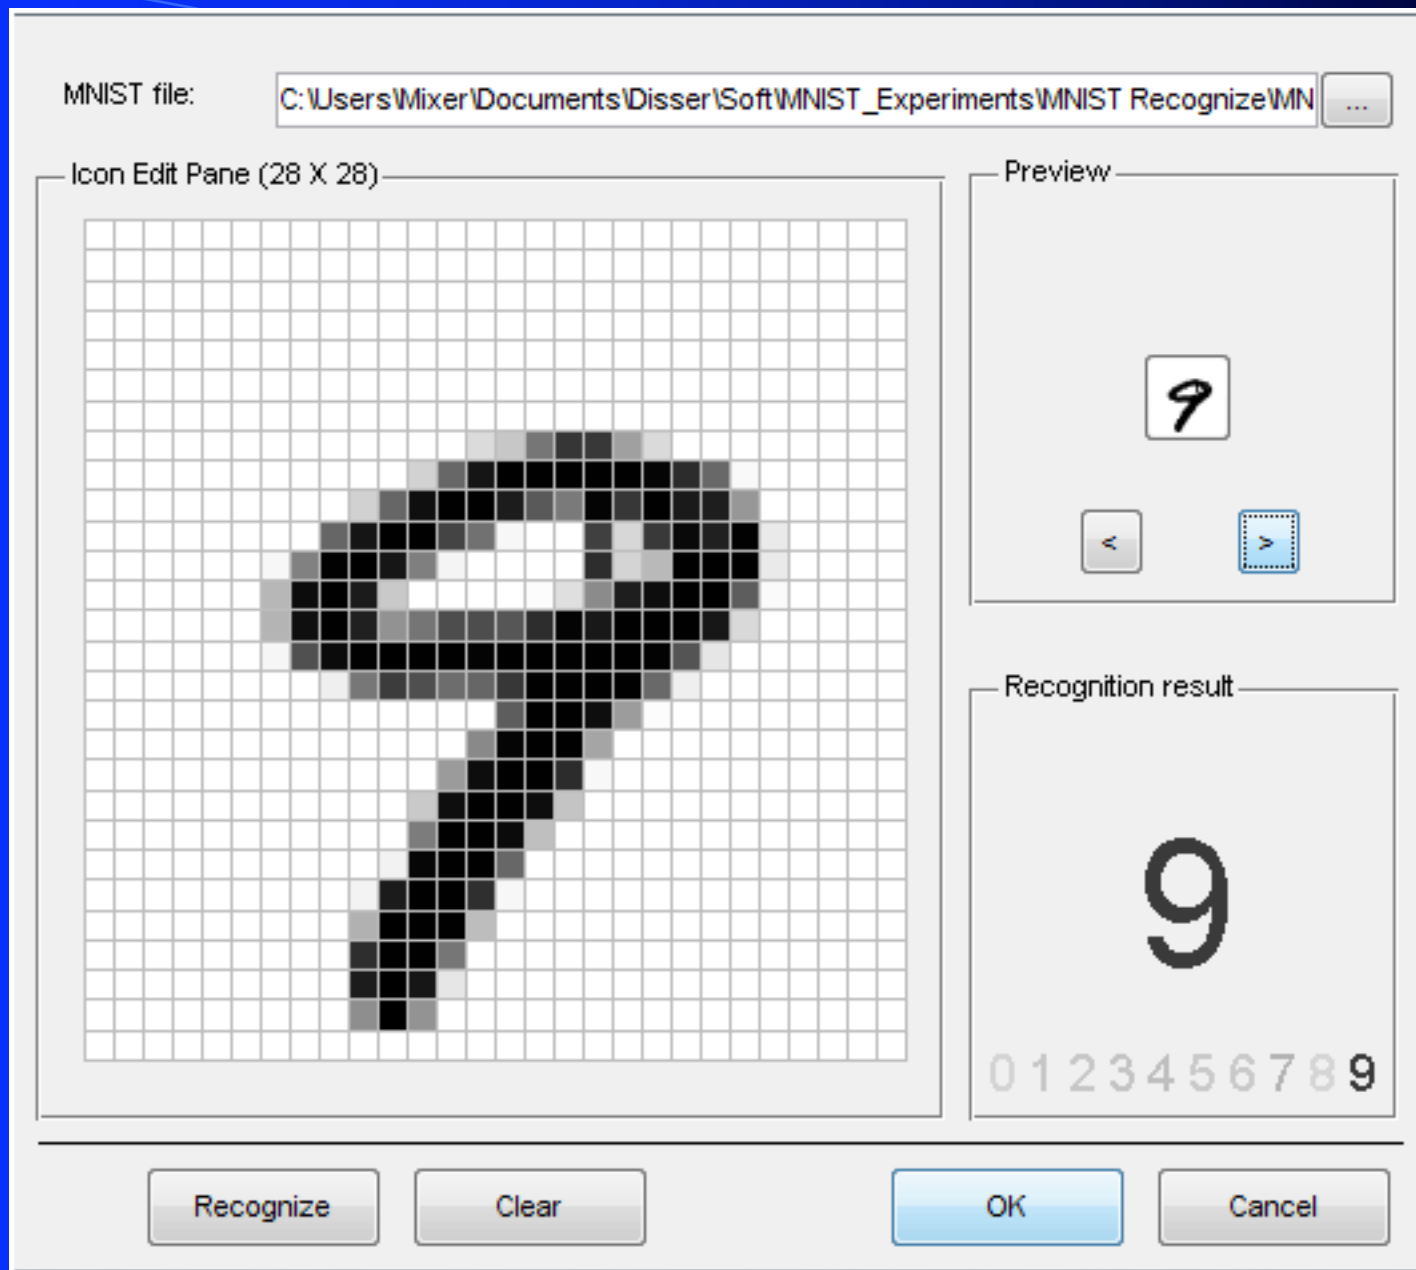 MNIST file:
C:\Users\Mixer\Documents\Disser\Soft\MNIST_Experiments\MNIST Recognize\MN
...
Icon Edit Pane (28 X 28)
Preview
9
<
>
Recognition result
9
0 1 2 3 4 5 6 7 8 9
Recognize
Clear
OK
Cancel